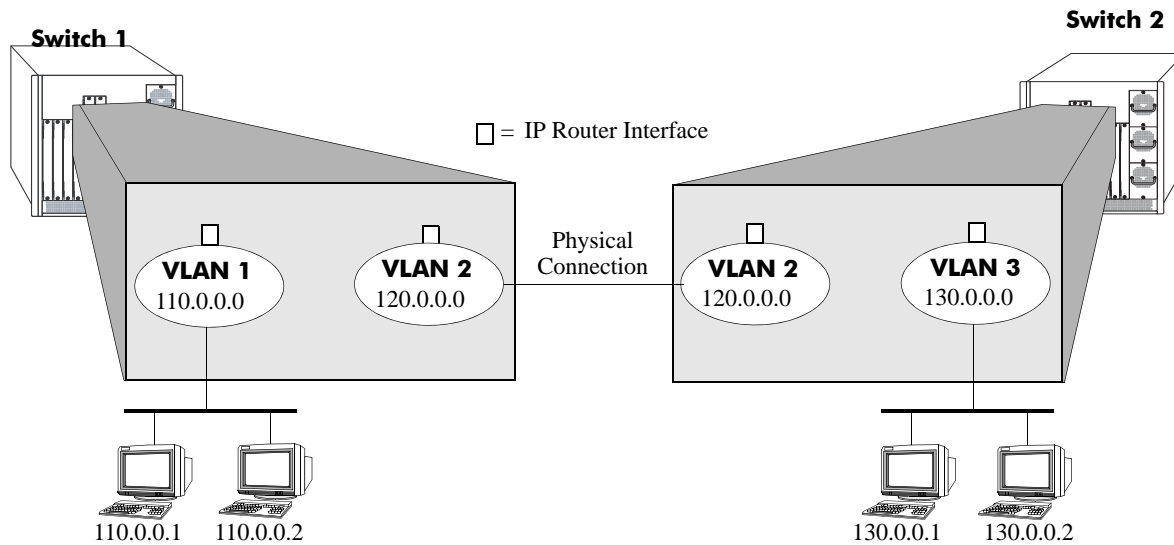 Switch 1
Switch 2
= IP Router Interface
VLAN 1
110.0.0.0
VLAN 2
120.0.0.0
Physical
Connection
VLAN 2
120.0.0.0
VLAN 3
130.0.0.0
110.0.0.1
110.0.0.2
130.0.0.1
130.0.0.2